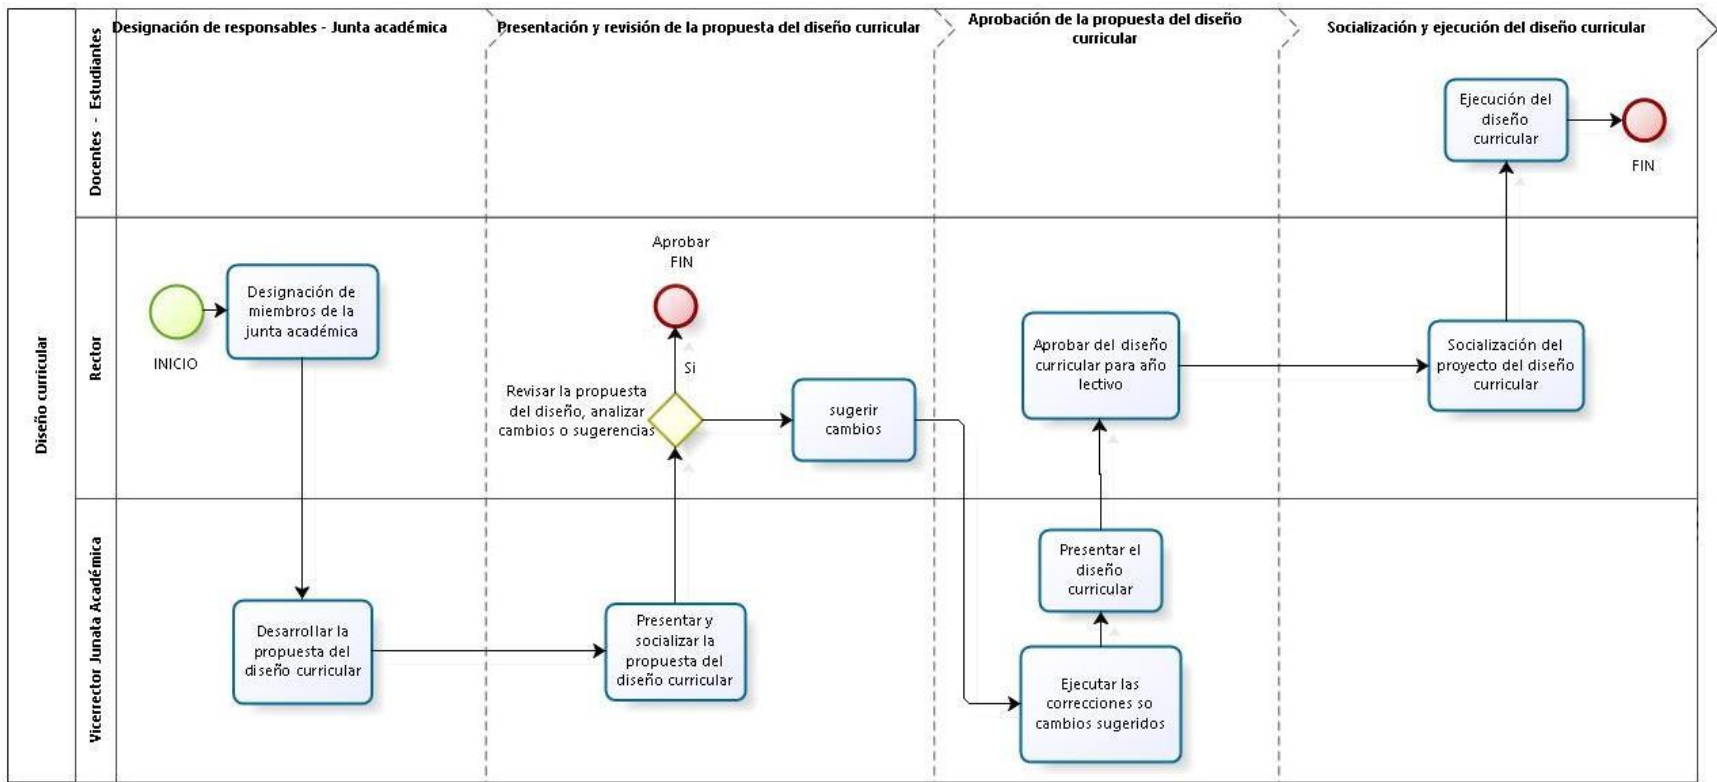 Designación de responsables - Junta académica
Presentación y revisión de la propuesta del diseño curricular
Aprobación de la propuesta del diseño
curricular
Socialización y ejecución del diseño curricular
Diseño curricular
Docentes - Estudiantes
Ejecución del
diseño
curricular
FIN
Rector
INICIO
Designación de
miembros de la
junta académica
Aprobar
FIN
Si
Revisar la propuesta
del diseño, analizar
cambios o sugerencias
sugerir
cambios
Aprobar del diseño
curricular para año
lectivo
Socialización del
proyecto del diseño
curricular
Vicerrector Junata Académica
Desarrollar la
propuesta del
diseño curricular
Presentar y
socializar la
propuesta del
diseño curricular
Presentar el
diseño
curricular
Ejecutar las
correcciones so
cambios sugeridos